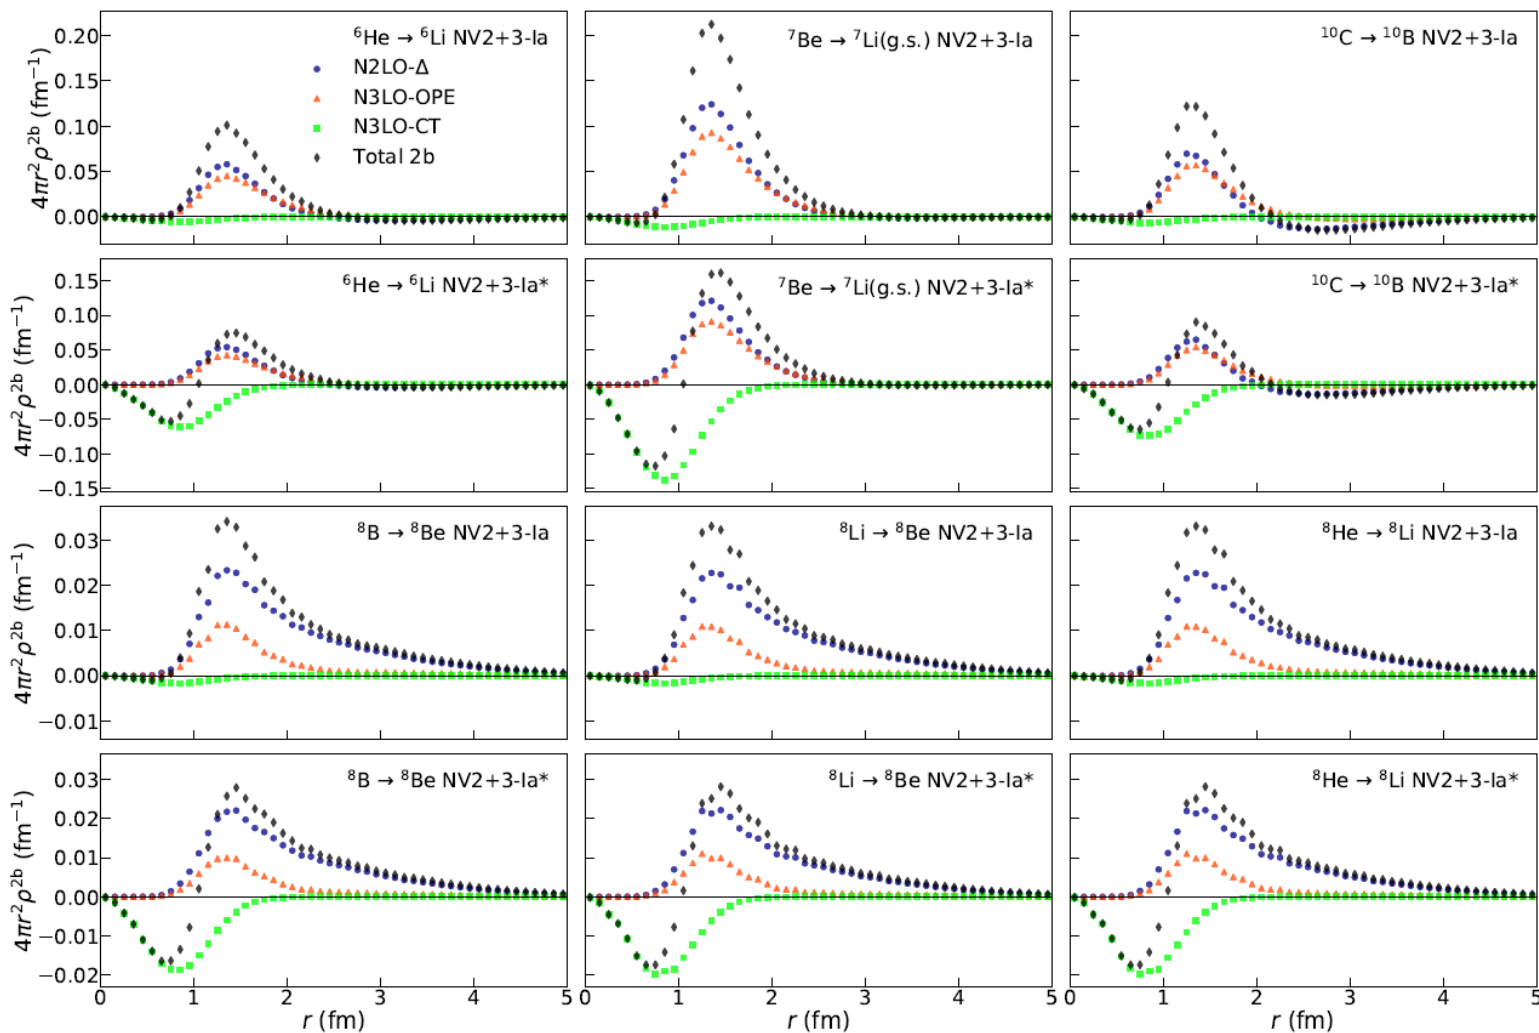 ⁶He → ⁶Li NV2+3-Ia
N2LO-Δ
N3LO-OPE
N3LO-CT
Total 2b
⁷Be → ⁷Li(g.s.) NV2+3-Ia
¹⁰C → ¹⁰B NV2+3-Ia
4πr²ρ²ᵇ (fm⁻¹)
0.20
0.15
0.10
0.05
0.00
⁶He → ⁶Li NV2+3-Ia*
⁷Be → ⁷Li(g.s.) NV2+3-Ia*
¹⁰C → ¹⁰B NV2+3-Ia*
4πr²ρ²ᵇ (fm⁻¹)
0.15
0.10
0.05
0.00
−0.05
−0.10
−0.15
⁸B → ⁸Be NV2+3-Ia
⁸Li → ⁸Be NV2+3-Ia
⁸He → ⁸Li NV2+3-Ia
4πr²ρ²ᵇ (fm⁻¹)
0.03
0.02
0.01
0.00
−0.01
⁸B → ⁸Be NV2+3-Ia*
⁸Li → ⁸Be NV2+3-Ia*
⁸He → ⁸Li NV2+3-Ia*
4πr²ρ²ᵇ (fm⁻¹)
0.03
0.02
0.01
0.00
−0.01
−0.02
0 1 2 3 4 5 0 1 2 3 4 5 0 1 2 3 4 5
r (fm) r (fm) r (fm)